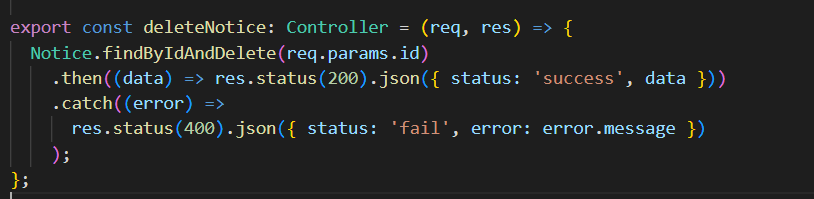 export const deleteNotice: Controller = (req, res) => {
  Notice.findByIdAndDelete(req.params.id)
    .then((data) => res.status(200).json({ status: 'success', data }))
    .catch((error) =>
      res.status(400).json({ status: 'fail', error: error.message })
    );
};